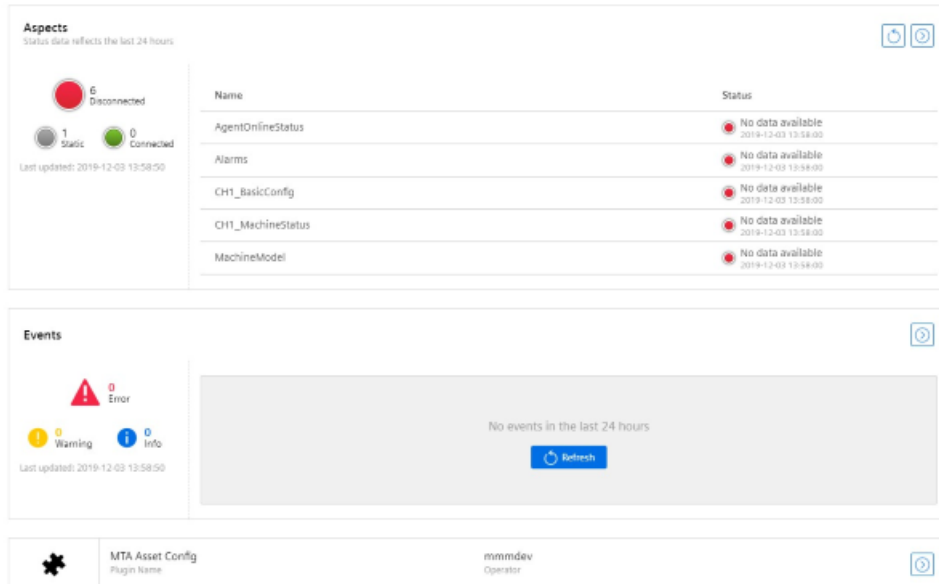 Aspects
Status data reflects the last 24 hours
6
Disconnected
1
Static
0
Connected
Last updated: 2019-12-03 13:58:50
Name Status
AgentOnlineStatus No data available
2019-12-03 13:58:00
Alarms No data available
2019-12-03 13:58:00
CH1_BasicConfig No data available
2019-12-03 13:58:00
CH1_MachineStatus No data available
2019-12-03 13:58:00
MachineModel No data available
2019-12-03 13:58:00
Events
0
Error
0
Warning
0
Info
Last updated: 2019-12-03 13:58:50
No events in the last 24 hours
Refresh
MTA Asset Config mmmdev
Plugin Name Operator